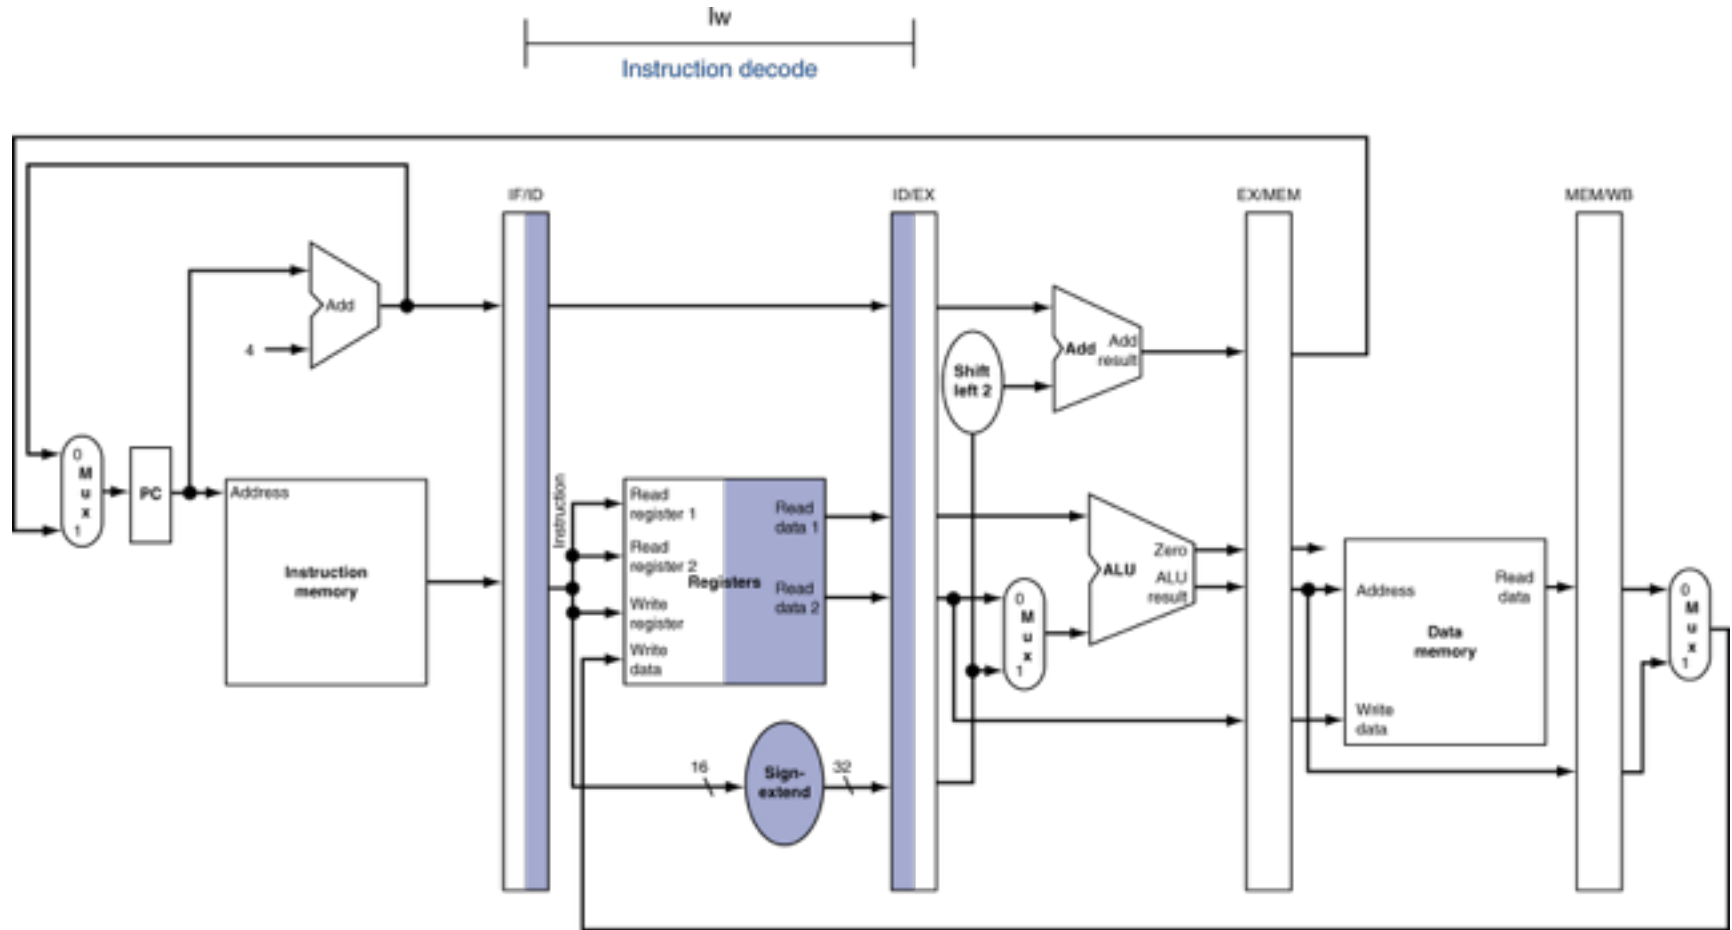 lw
Instruction decode
IF/ID
ID/EX
EX/MEM
MEM/WB
Add
4
Add
Add
result
Shift
left 2
0
M
u
x
1
PC
Address
Instruction
memory
Instruction
Read
register 1
Read
register 2
Write
register
Write
data
Registers
Read
data 1
Read
data 2
16
Sign-
extend
32
0
M
u
x
1
ALU
Zero
ALU
result
Address
Read
data
Data
memory
Write
data
0
M
u
x
1